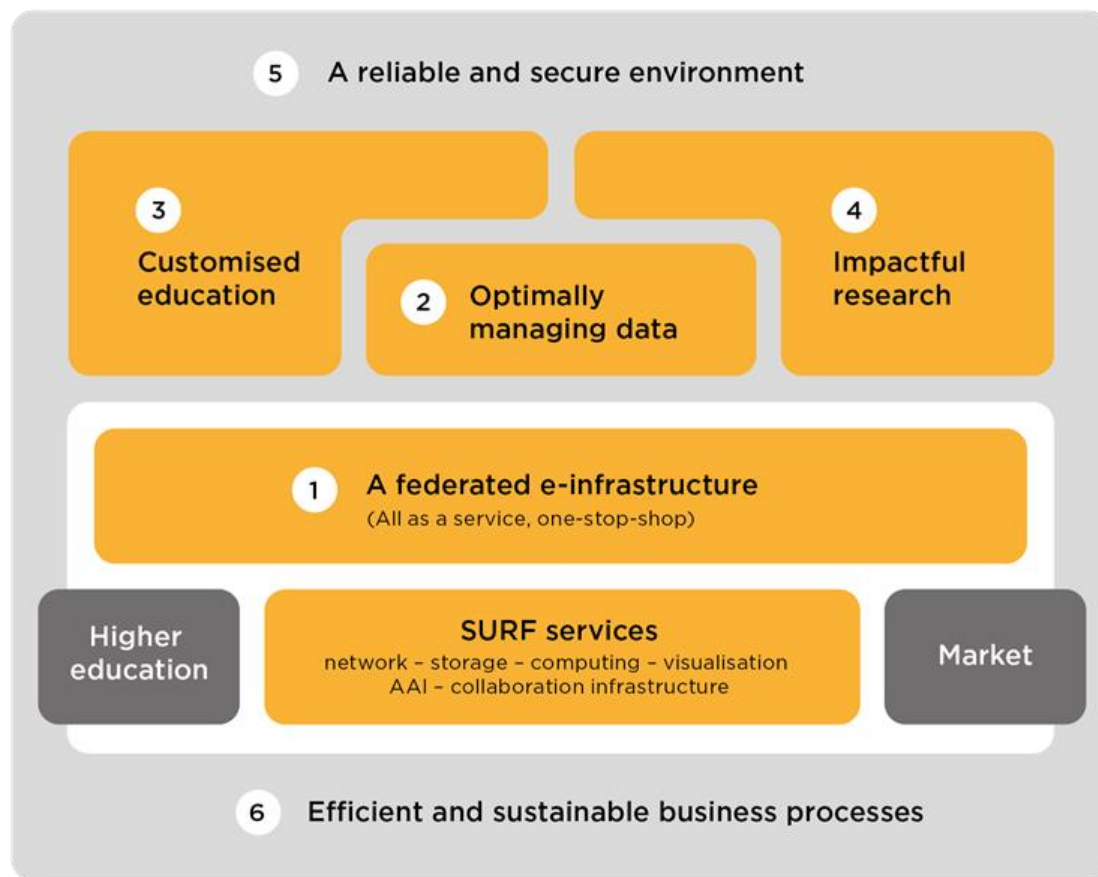 5 A reliable and secure environment
3
Customised
education
4
Impactful
research
2 Optimally
managing data
1 A federated e-infrastructure
(All as a service, one-stop-shop)
Higher
education
SURF services
network – storage – computing – visualisation
AAI – collaboration infrastructure
Market
6 Efficient and sustainable business processes